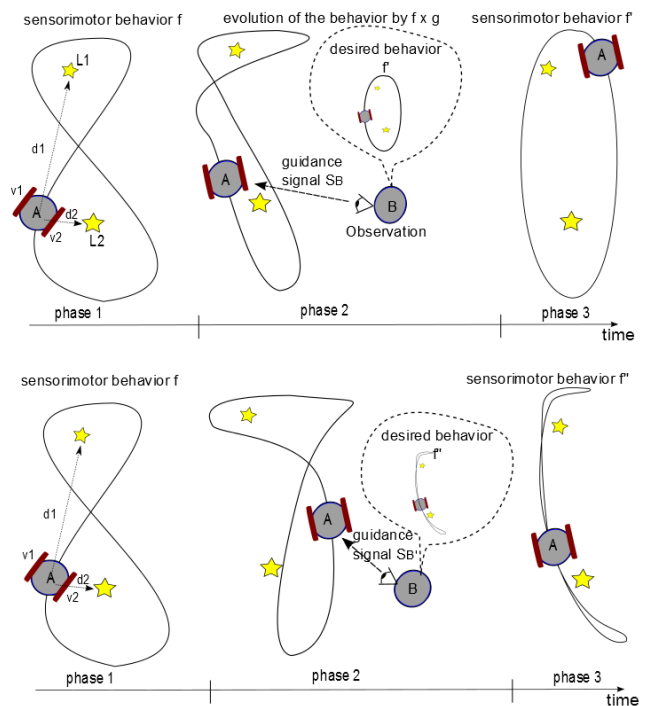 sensorimotor behavior f
evolution of the behavior by f x g
sensorimotor behavior f'
L1
desired behavior
f'
A
d1
guidance
signal SB
A
v1
A
d2
v2
L2
B
Observation
phase 1
phase 2
phase 3
time
sensorimotor behavior f
sensorimotor behavior f"
desired behavior
f"
d1
A
guidance
signal SB'
A
v1
A
d2
v2
B
phase 1
phase 2
phase 3
time